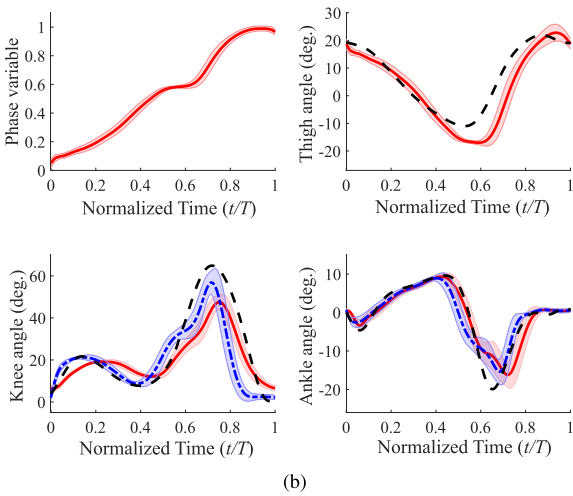 Phase variable
1
0.8
0.6
0.4
0.2
0
0 0.2 0.4 0.6 0.8 1
Normalized Time (t/T)
Thigh angle (deg.)
30
20
10
0
-10
-20
0 0.2 0.4 0.6 0.8 1
Normalized Time (t/T)
Knee angle (deg.)
60
40
20
0
0 0.2 0.4 0.6 0.8 1
Normalized Time (t/T)
Ankle angle (deg.)
10
0
-10
-20
0 0.2 0.4 0.6 0.8 1
Normalized Time (t/T)
(b)